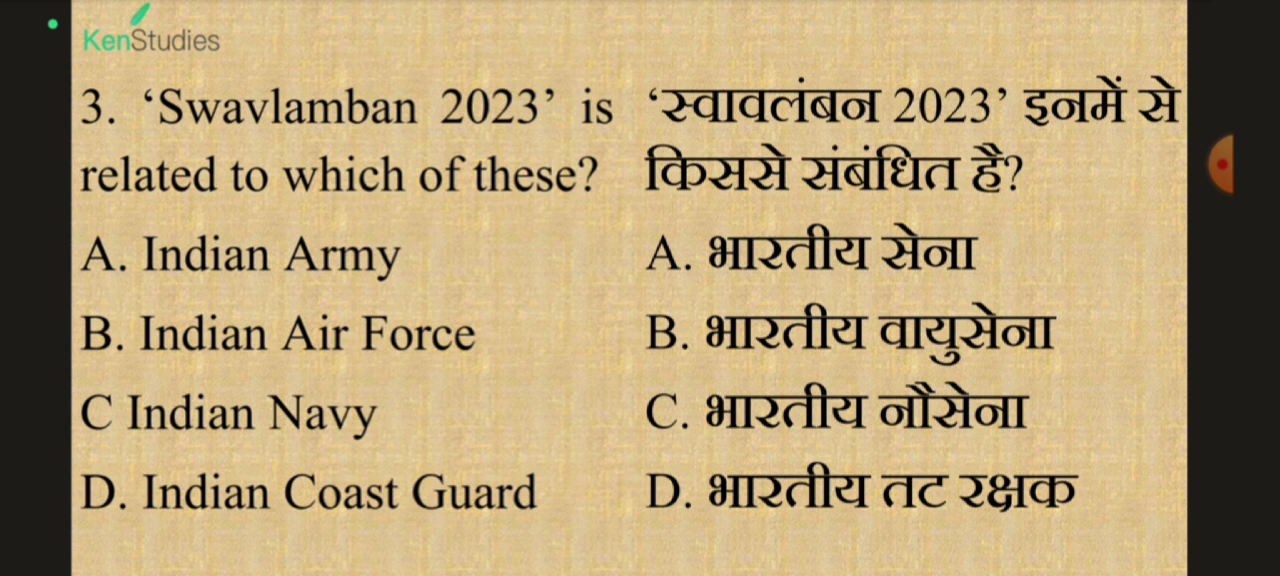 KenStudies
3. ‘Swavlamban 2023’ is
related to which of these?
A. Indian Army
B. Indian Air Force
C Indian Navy
D. Indian Coast Guard
‘स्वावलंबन 2023’ इनमें से
किससे संबंधित है?
A. भारतीय सेना
B. भारतीय वायुसेना
C. भारतीय नौसेना
D. भारतीय तट रक्षक